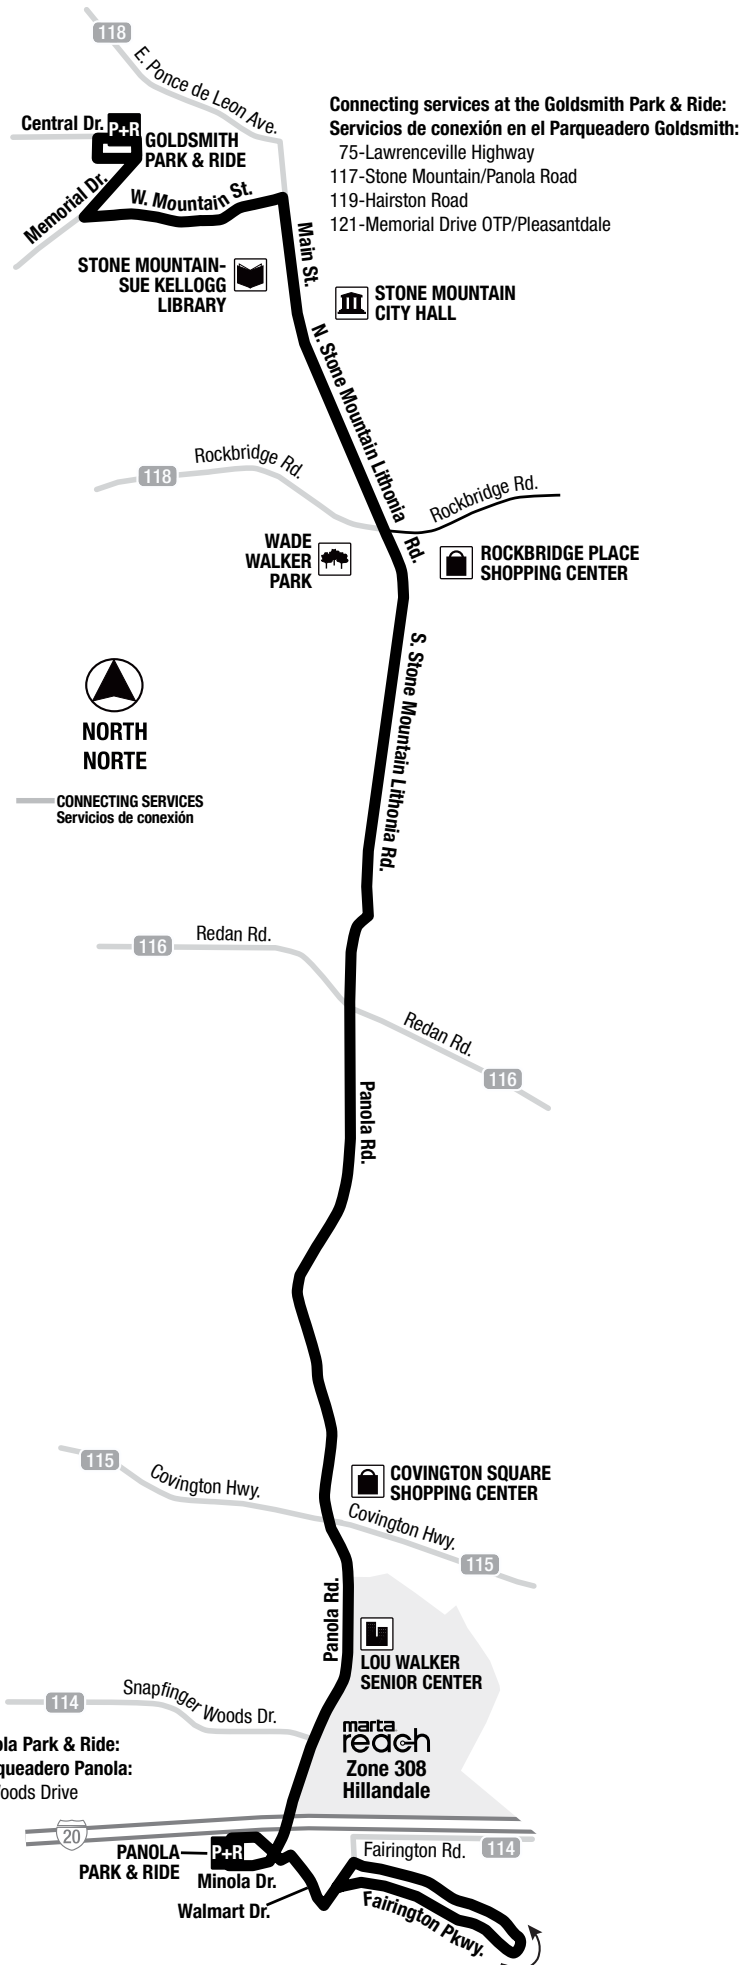 118
E. Ponce de Leon Ave.
Connecting services at the Goldsmith Park & Ride:
Servicios de conexión en el Parqueadero Goldsmith:
75-Lawrenceville Highway
117-Stone Mountain/Panola Road
119-Hairston Road
121-Memorial Drive OTP/Pleasantdale
Central Dr.
P+R
GOLDSMITH
PARK & RIDE
Memorial Dr.
W. Mountain St.
Main St.
STONE MOUNTAIN-
SUE KELLOGG
LIBRARY
STONE MOUNTAIN
CITY HALL
N. Stone Mountain Lithonia Rd.
Rockbridge Rd.
118
Rockbridge Rd.
WADE
WALKER
PARK
ROCKBRIDGE PLACE
SHOPPING CENTER
S. Stone Mountain Lithonia Rd.
NORTH
NORTE
CONNECTING SERVICES
Servicios de conexión
116
Redan Rd.
Redan Rd.
116
Panola Rd.
115
Covington Hwy.
COVINGTON SQUARE
SHOPPING CENTER
Covington Hwy.
115
Panola Rd.
LOU WALKER
SENIOR CENTER
114
Snapfinger Woods Dr.
marta
reach
Zone 308
Hillandale
Park & Ride:
Panola:
Drive
20
PANOLA
PARK & RIDE
P+R
Minola Dr.
Walmart Dr.
Fairington Rd.
114
Fairington Pkwy.